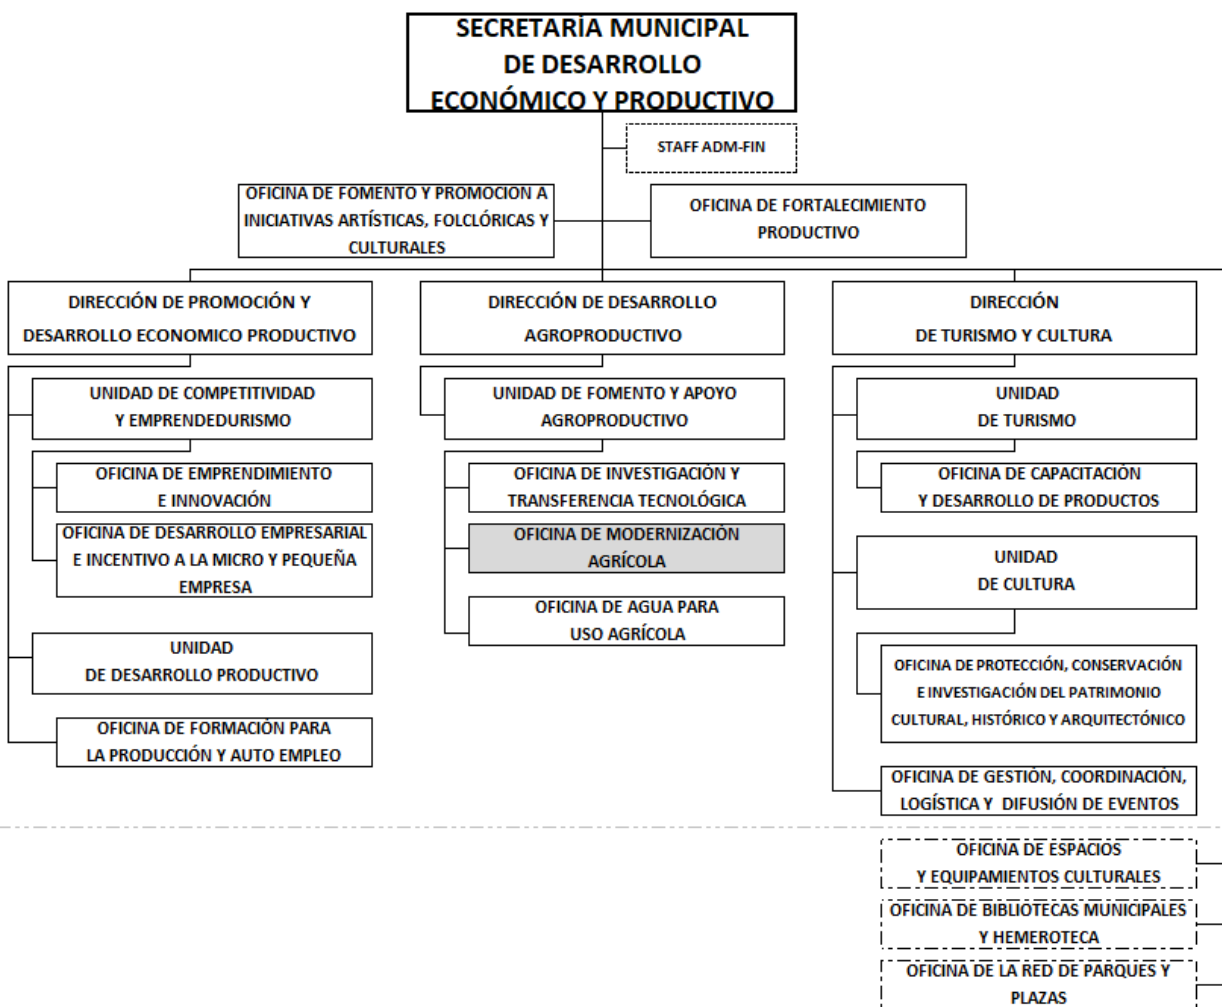 SECRETARÍA MUNICIPAL
DE DESARROLLO
ECONÓMICO Y PRODUCTIVO
STAFF ADM-FIN
OFICINA DE FOMENTO Y PROMOCION A
INICIATIVAS ARTÍSTICAS, FOLCLÓRICAS Y
CULTURALES
OFICINA DE FORTALECIMIENTO
PRODUCTIVO
DIRECCIÓN DE PROMOCIÓN Y
DESARROLLO ECONOMICO PRODUCTIVO
UNIDAD DE COMPETITIVIDAD
Y EMPRENDEDURISMO
OFICINA DE EMPRENDIMIENTO
E INNOVACIÓN
OFICINA DE DESARROLLO EMPRESARIAL
E INCENTIVO A LA MICRO Y PEQUEÑA
EMPRESA
UNIDAD
DE DESARROLLO PRODUCTIVO
OFICINA DE FORMACIÓN PARA
LA PRODUCCIÓN Y AUTO EMPLEO
DIRECCIÓN DE DESARROLLO
AGROPRODUCTIVO
UNIDAD DE FOMENTO Y APOYO
AGROPRODUCTIVO
OFICINA DE INVESTIGACIÓN Y
TRANSFERENCIA TECNOLÓGICA
OFICINA DE MODERNIZACIÓN
AGRÍCOLA
OFICINA DE AGUA PARA
USO AGRÍCOLA
DIRECCIÓN
DE TURISMO Y CULTURA
UNIDAD
DE TURISMO
OFICINA DE CAPACITACIÓN
Y DESARROLLO DE PRODUCTOS
UNIDAD
DE CULTURA
OFICINA DE PROTECCIÓN, CONSERVACIÓN
E INVESTIGACIÓN DEL PATRIMONIO
CULTURAL, HISTÓRICO Y ARQUITECTÓNICO
OFICINA DE GESTIÓN, COORDINACIÓN,
LOGÍSTICA Y DIFUSIÓN DE EVENTOS
OFICINA DE ESPACIOS
Y EQUIPAMIENTOS CULTURALES
OFICINA DE BIBLIOTECAS MUNICIPALES
Y HEMEROTECA
OFICINA DE LA RED DE PARQUES Y
PLAZAS